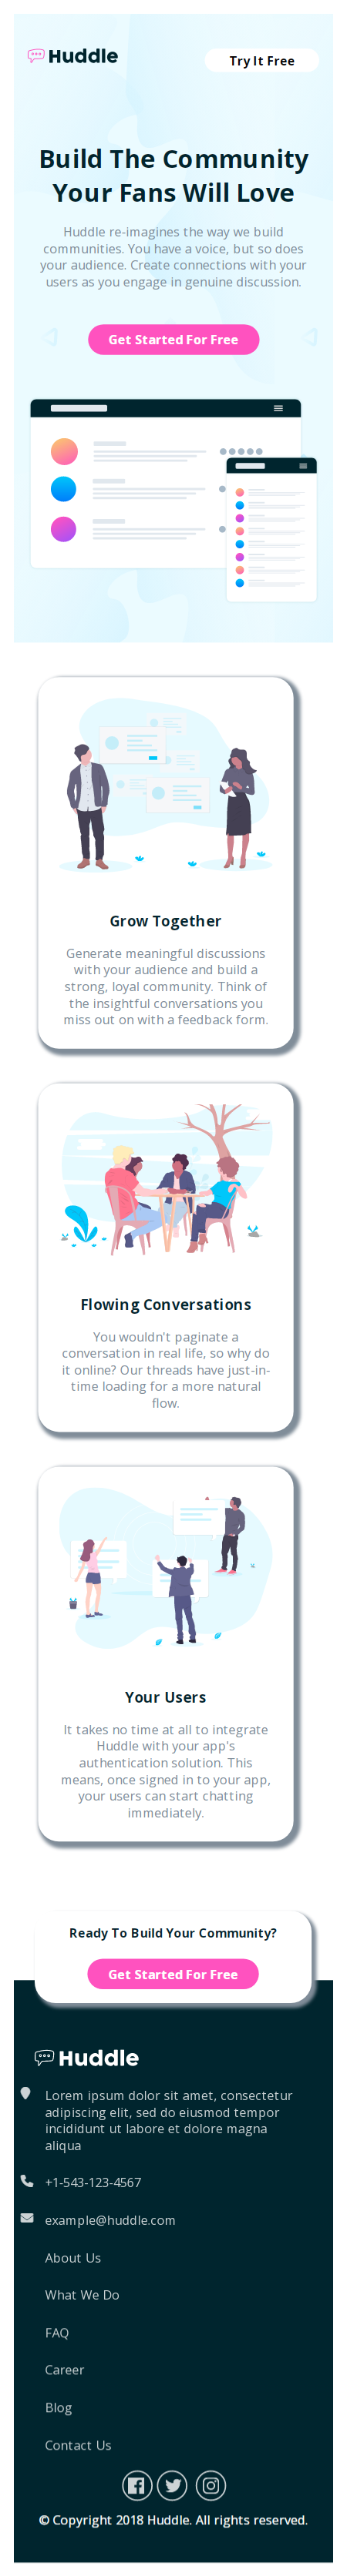 Huddle
Try It Free
Build The Community
Your Fans Will Love
Huddle re-imagines the way we build
communities. You have a voice, but so does
your audience. Create connections with your
users as you engage in genuine discussion.
Get Started For Free
Grow Together
Generate meaningful discussions
with your audience and build a
strong, loyal community. Think of
the insightful conversations you
miss out on with a feedback form.
Flowing Conversations
You wouldn't paginate a
conversation in real life, so why do
it online? Our threads have just-in-
time loading for a more natural
flow.
Your Users
It takes no time at all to integrate
Huddle with your app's
authentication solution. This
means, once signed in to your app,
your users can start chatting
immediately.
Ready To Build Your Community?
Get Started For Free
Huddle
Lorem ipsum dolor sit amet, consectetur
adipiscing elit, sed do eiusmod tempor
incididunt ut labore et dolore magna
aliqua
+1-543-123-4567
example@huddle.com
About Us
What We Do
FAQ
Career
Blog
Contact Us
© Copyright 2018 Huddle. All rights reserved.